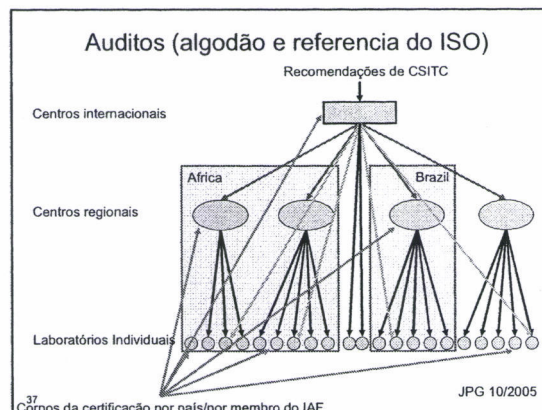 Auditos (algodão e referencia do ISO)
Recomendações de CSITC
Centros internacionais
Africa
Brazil
Centros regionais
Laboratórios Individuais
JPG 10/2005
37
Corpos da certificação por país/por membro do IAF